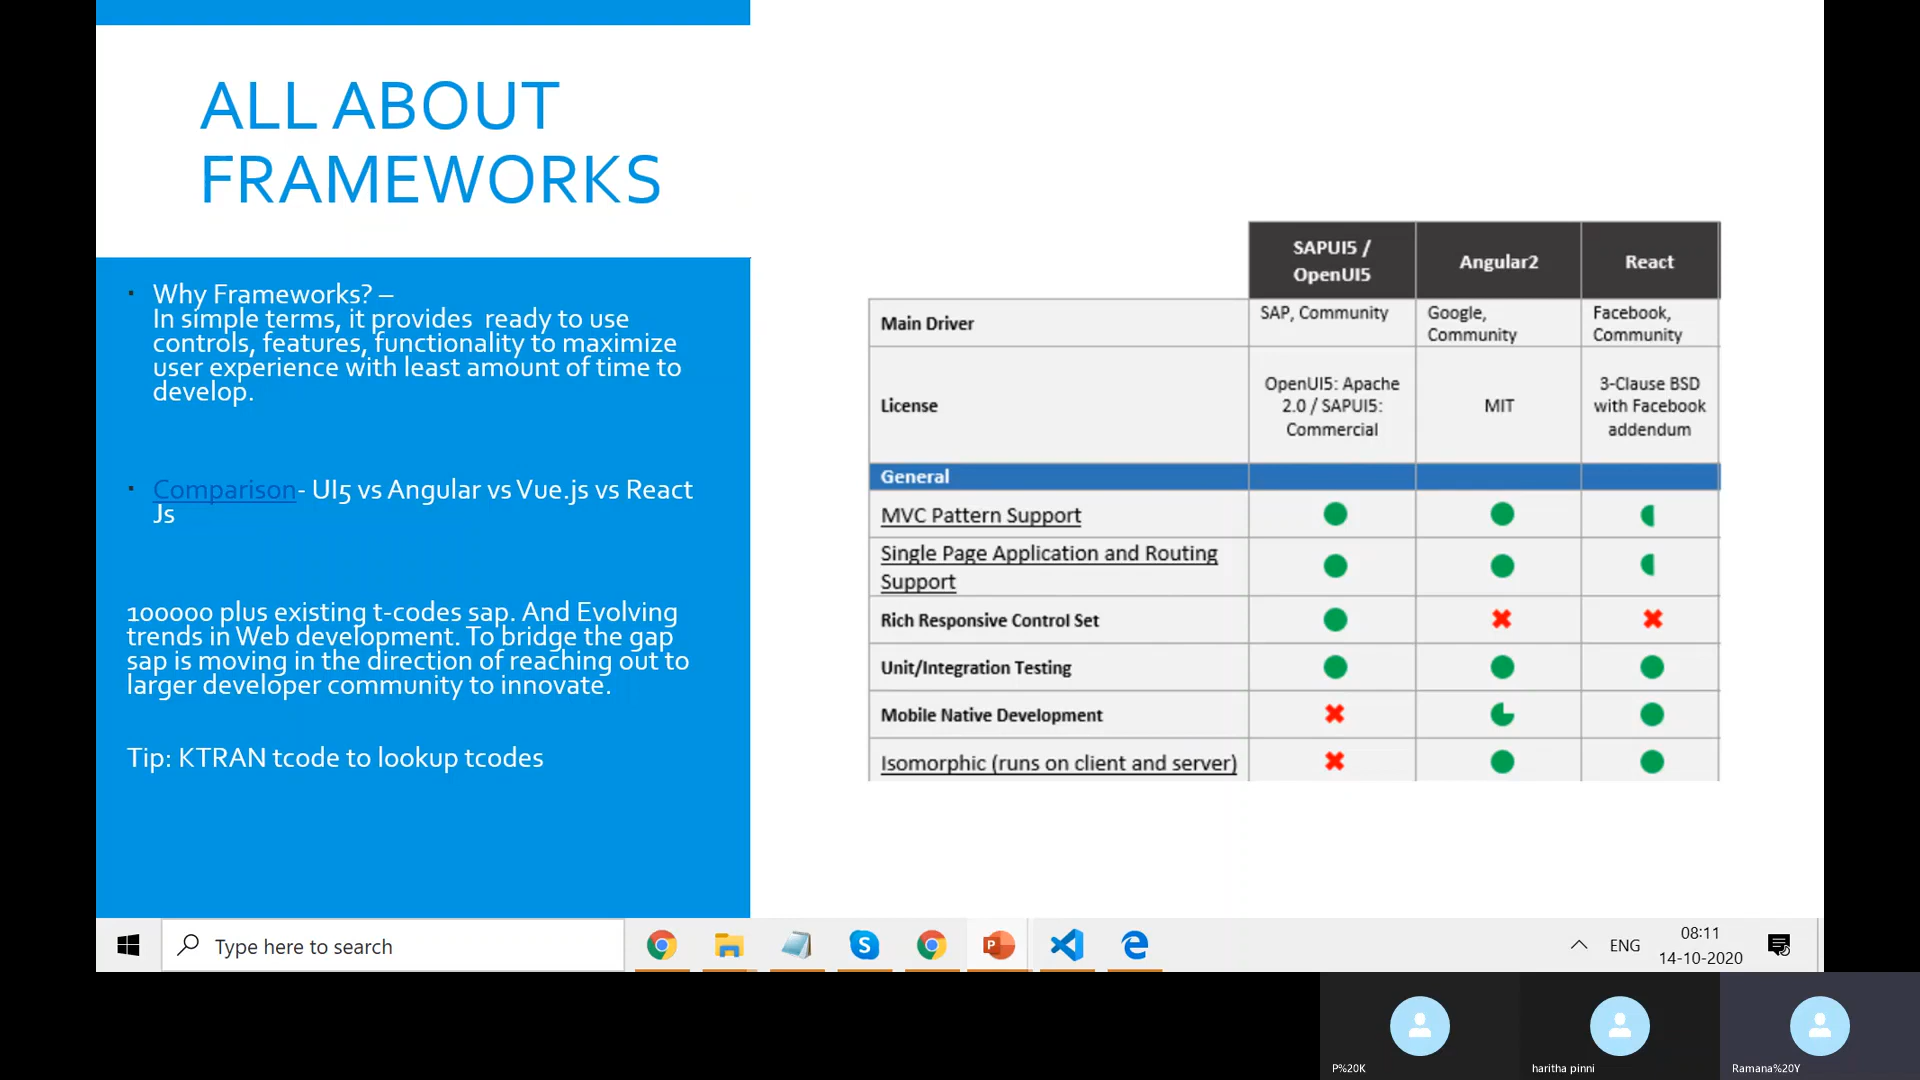 ALL ABOUT
FRAMEWORKS
Why Frameworks? –
In simple terms, it provides ready to use
controls, features, functionality to maximize
user experience with least amount of time to
develop.
Comparison- UI5 vs Angular vs Vue.js vs React
Js
100000 plus existing t-codes sap. And Evolving
trends in Web development. To bridge the gap
sap is moving in the direction of reaching out to
larger developer community to innovate.
Tip: KTRAN tcode to lookup tcodes
SAPUI5 /
OpenUI5
Angular2
React
Main Driver
SAP, Community
Google,
Community
Facebook,
Community
License
OpenUI5: Apache
2.0 / SAPUI5:
Commercial
MIT
3-Clause BSD
with Facebook
addendum
General
MVC Pattern Support
Single Page Application and Routing
Support
Rich Responsive Control Set
Unit/Integration Testing
Mobile Native Development
Isomorphic (runs on client and server)
Type here to search
ENG
08:11
14-10-2020
P%20K
haritha pinni
Ramana%20Y